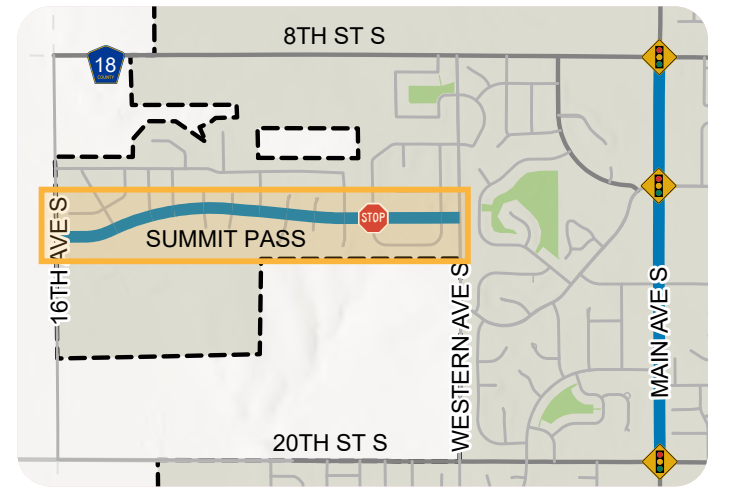 8TH ST S
18
COUNTY
STOP
SUMMIT PASS
16TH AVE S
WESTERN AVE S
MAIN AVE S
20TH ST S